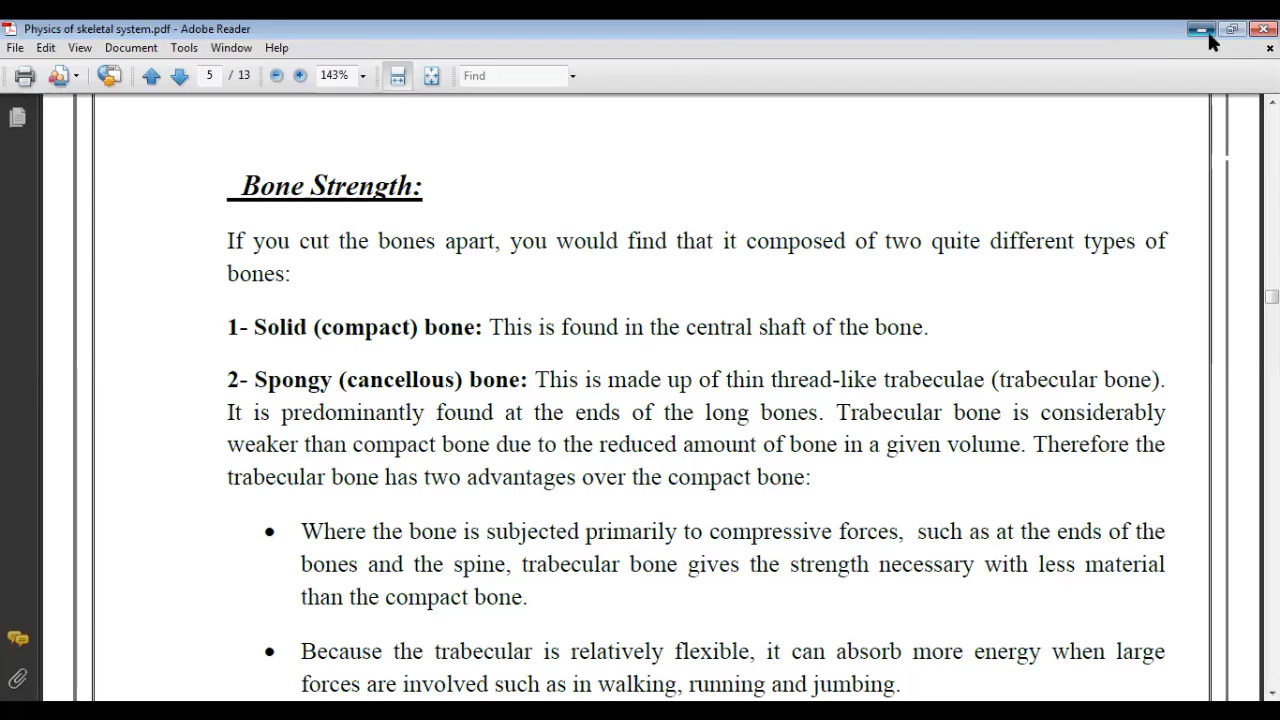 Physics of skeletal system.pdf - Adobe Reader
File Edit View Document Tools Window Help
5 / 13 143% Find
Bone Strength:
If you cut the bones apart, you would find that it composed of two quite different types of
bones:
1- Solid (compact) bone: This is found in the central shaft of the bone.
2- Spongy (cancellous) bone: This is made up of thin thread-like trabeculae (trabecular bone).
It is predominantly found at the ends of the long bones. Trabecular bone is considerably
weaker than compact bone due to the reduced amount of bone in a given volume. Therefore the
trabecular bone has two advantages over the compact bone:
• Where the bone is subjected primarily to compressive forces, such as at the ends of the
bones and the spine, trabecular bone gives the strength necessary with less material
than the compact bone.
• Because the trabecular is relatively flexible, it can absorb more energy when large
forces are involved such as in walking, running and jumbing.